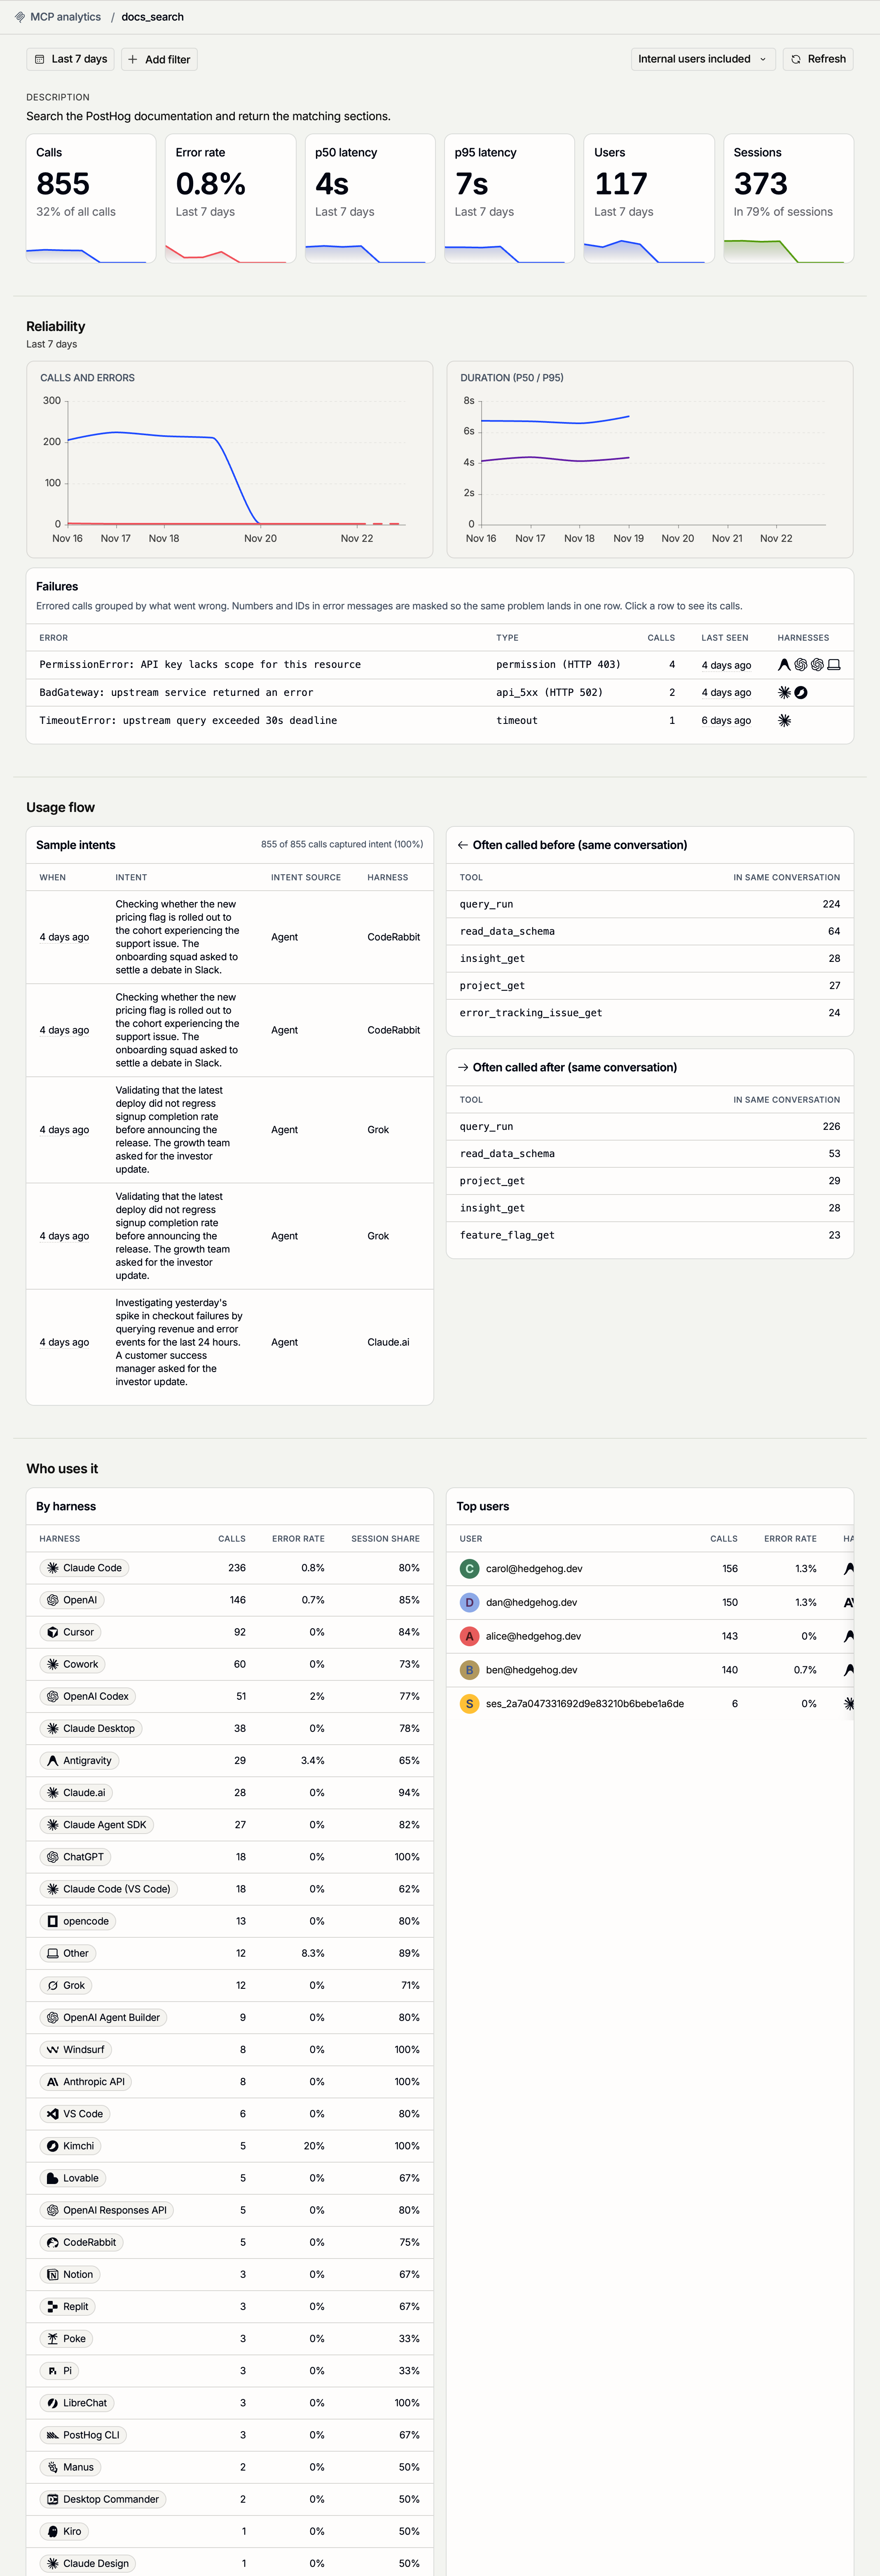 MCP analytics / docs_search
Last 7 days
Add filter
Internal users included
Refresh
DESCRIPTION
Search the PostHog documentation and return the matching sections.
Calls
855
32% of all calls
Error rate
0.8%
Last 7 days
p50 latency
4s
Last 7 days
p95 latency
7s
Last 7 days
Users
117
Last 7 days
Sessions
373
In 79% of sessions
Reliability
Last 7 days
CALLS AND ERRORS
300
200
100
0
Nov 16 Nov 17 Nov 18 Nov 20 Nov 22
DURATION (P50 / P95)
8s
6s
4s
2s
0
Nov 16 Nov 17 Nov 18 Nov 19 Nov 20 Nov 21 Nov 22
Failures
Errored calls grouped by what went wrong. Numbers and IDs in error messages are masked so the same problem lands in one row. Click a row to see its calls.
ERROR TYPE CALLS LAST SEEN HARNESSES
PermissionError: API key lacks scope for this resource permission (HTTP 403) 4 4 days ago
BadGateway: upstream service returned an error api_5xx (HTTP 502) 2 4 days ago
TimeoutError: upstream query exceeded 30s deadline timeout 1 6 days ago
Usage flow
Sample intents
855 of 855 calls captured intent (100%)
WHEN INTENT INTENT SOURCE HARNESS
Checking whether the new
pricing flag is rolled out to
the cohort experiencing the
4 days ago support issue. The Agent CodeRabbit
onboarding squad asked to
settle a debate in Slack.
Checking whether the new
pricing flag is rolled out to
the cohort experiencing the
4 days ago support issue. The Agent CodeRabbit
onboarding squad asked to
settle a debate in Slack.
Validating that the latest
deploy did not regress
signup completion rate
4 days ago before announcing the Agent Grok
release. The growth team
asked for the investor
update.
Validating that the latest
deploy did not regress
signup completion rate
4 days ago before announcing the Agent Grok
release. The growth team
asked for the investor
update.
Investigating yesterday's
spike in checkout failures by
querying revenue and error
4 days ago events for the last 24 hours. Agent Claude.ai
A customer success
manager asked for the
investor update.
← Often called before (same conversation)
TOOL IN SAME CONVERSATION
query_run 224
read_data_schema 64
insight_get 28
project_get 27
error_tracking_issue_get 24
→ Often called after (same conversation)
TOOL IN SAME CONVERSATION
query_run 226
read_data_schema 53
project_get 29
insight_get 28
feature_flag_get 23
Who uses it
By harness
HARNESS CALLS ERROR RATE SESSION SHARE
Claude Code 236 0.8% 80%
OpenAI 146 0.7% 85%
Cursor 92 0% 84%
Cowork 60 0% 73%
OpenAI Codex 51 2% 77%
Claude Desktop 38 0% 78%
Antigravity 29 3.4% 65%
Claude.ai 28 0% 94%
Claude Agent SDK 27 0% 82%
ChatGPT 18 0% 100%
Claude Code (VS Code) 18 0% 62%
opencode 13 0% 80%
Other 12 8.3% 89%
Grok 12 0% 71%
OpenAI Agent Builder 9 0% 80%
Windsurf 8 0% 100%
Anthropic API 8 0% 100%
VS Code 6 0% 80%
Kimchi 5 20% 100%
Lovable 5 0% 67%
OpenAI Responses API 5 0% 80%
CodeRabbit 5 0% 75%
Notion 3 0% 67%
Replit 3 0% 67%
Poke 3 0% 33%
Pi 3 0% 33%
LibreChat 3 0% 100%
PostHog CLI 3 0% 67%
Manus 2 0% 50%
Desktop Commander 2 0% 50%
Kiro 1 0% 50%
Claude Design 1 0% 50%
Top users
USER CALLS ERROR RATE HA
C carol@hedgehog.dev 156 1.3%
D dan@hedgehog.dev 150 1.3%
A alice@hedgehog.dev 143 0%
B ben@hedgehog.dev 140 0.7%
S ses_2a7a047331692d9e83210b6bebe1a6de 6 0%